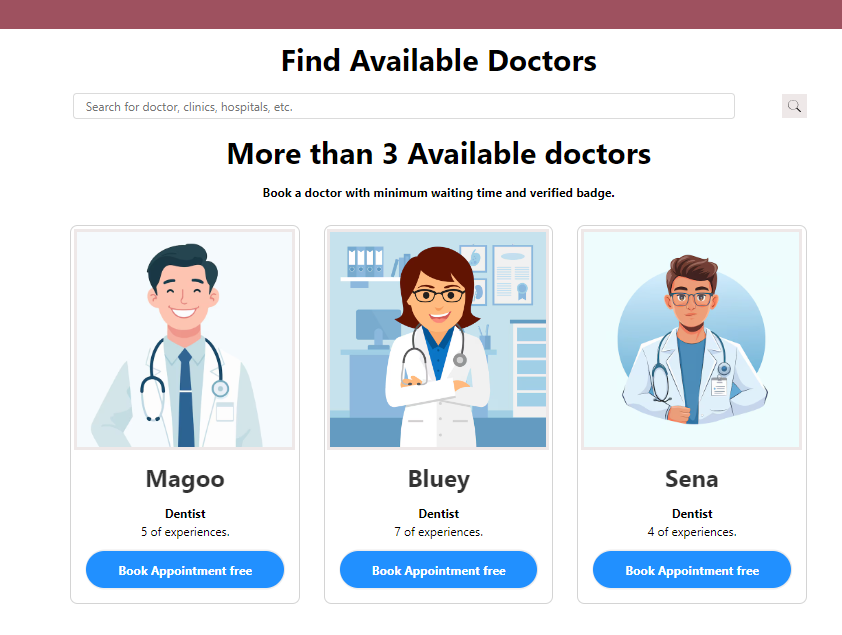 Find Available Doctors
Search for doctor, clinics, hospitals, etc.
More than 3 Available doctors
Book a doctor with minimum waiting time and verified badge.
Magoo
Bluey
Sena
Dentist
Dentist
Dentist
5 of experiences.
7 of experiences.
4 of experiences.
Book Appointment free
Book Appointment free
Book Appointment free